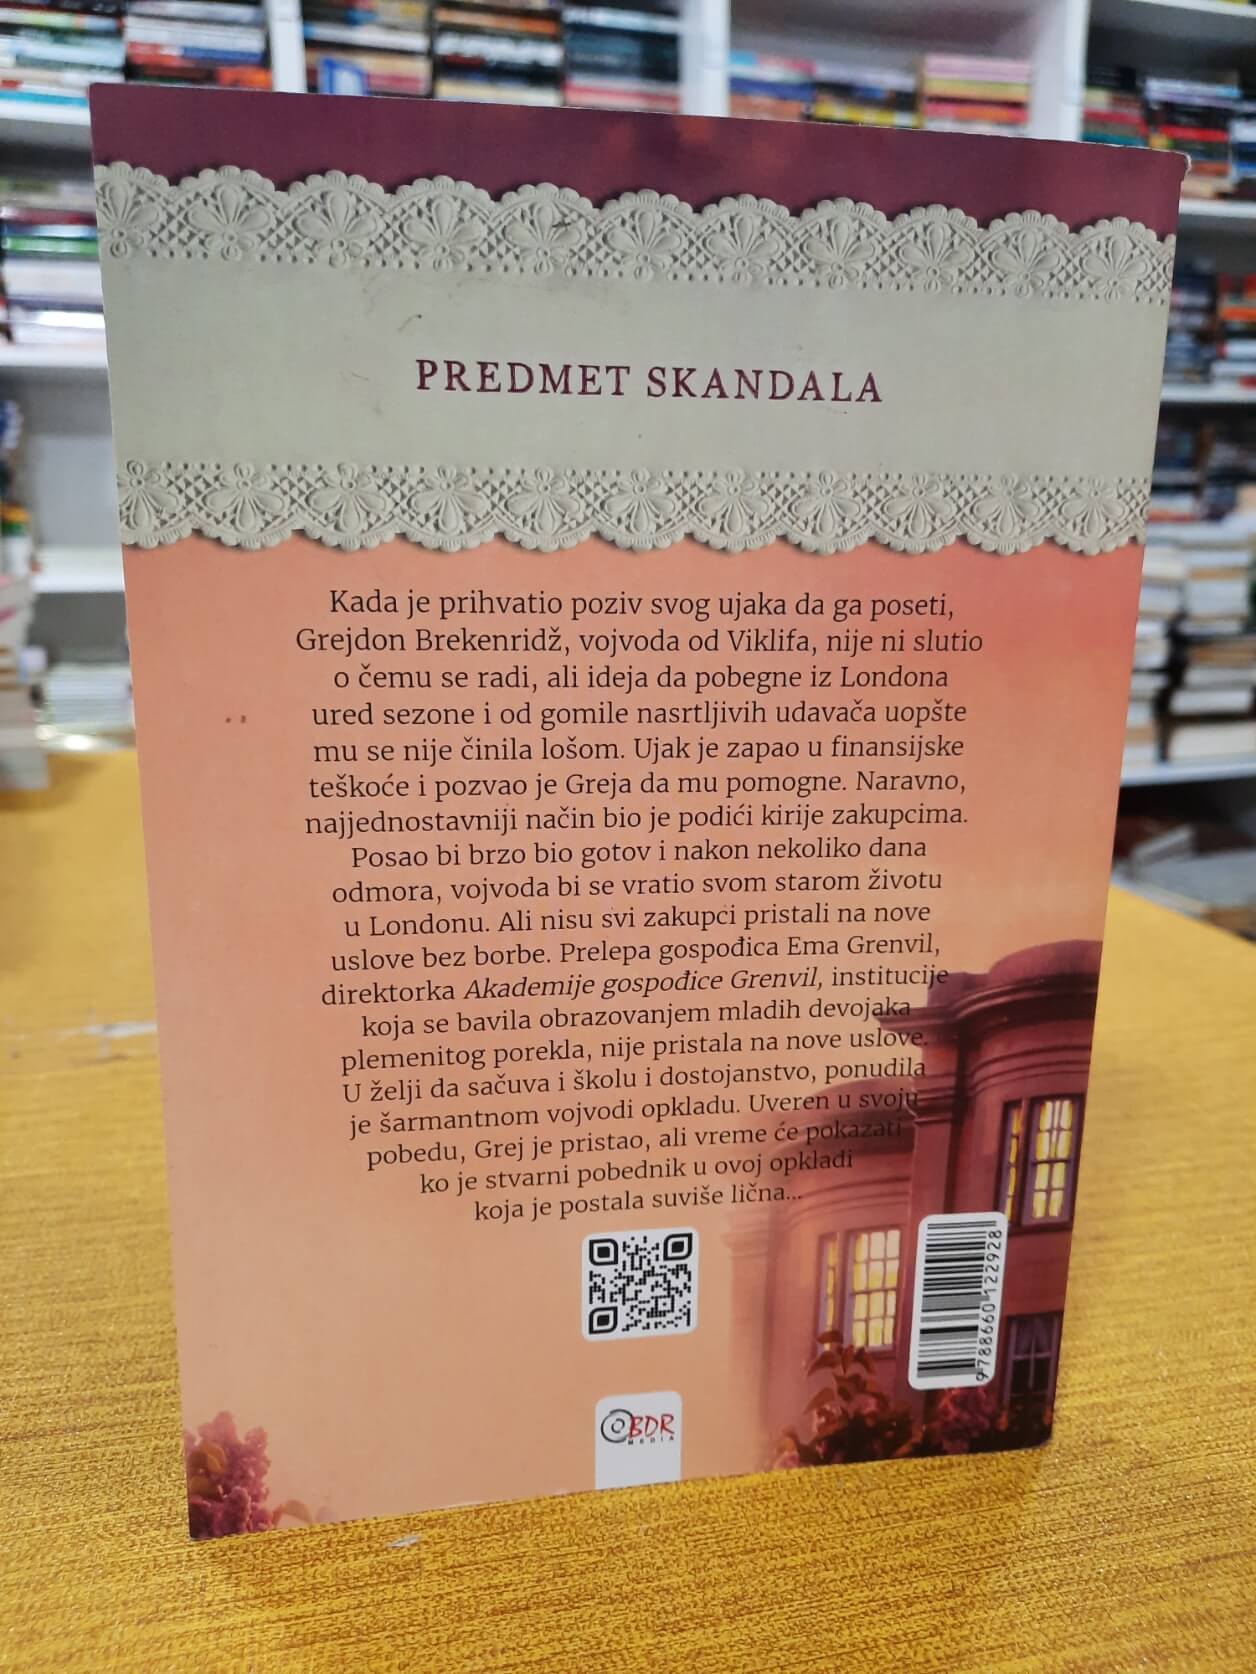 PREDMET SKANDALA
Kada je prihvatio poziv svog ujaka da ga poseti,
Grejdon Brekenridž, vojvoda od Viklifa, nije ni slutio
o čemu se radi, ali ideja da pobegne iz Londona
ured sezone i od gomile nasrtljivih udavača uopšte
mu se nije činila lošom. Ujak je zapao u finansijske
teškoće i pozvao je Greja da mu pomogne. Naravno,
najjednostavniji način bio je podići kirije zakupcima.
Posao bi brzo bio gotov i nakon nekoliko dana
odmora, vojvoda bi se vratio svom starom životu
u Londonu. Ali nisu svi zakupci pristali na nove
uslove bez borbe. Prelepa gospođica Ema Grenvil,
direktorka Akademije gospođice Grenvil, institucije
koja se bavila obrazovanjem mladih devojaka
plemenitog porekla, nije pristala na nove uslove.
U želji da sačuva i školu i dostojanstvo, ponudila
je šarmantnom vojvodi opkladu. Uveren u svoju
pobedu, Grej je pristao, ali vreme će pokazati
ko je stvarni pobednik u ovoj opkladi
koja je postala suviše lična...
9788660122928
BDR
MEDIA